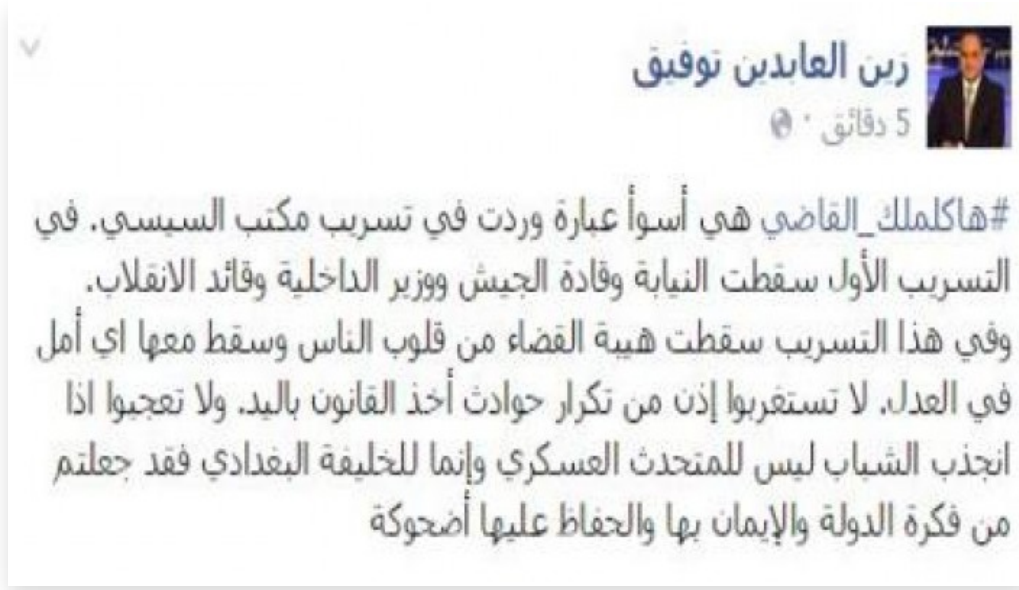 زين العابدين توفيق
5 دقائق ·
#هاكلملك_القاضي هي أسوأ عبارة وردت في تسريب مكتب السيسي. في
التسريب الأول سقطت النيابة وقادة الجيش ووزير الداخلية وقائد الانقلاب.
وفي هذا التسريب سقطت هيبة القضاء من قلوب الناس وسقط معها اي أمل
في العدل. لا تستغربوا إذن من تكرار حوادث أخذ القانون باليد. ولا تعجبوا اذا
انجذب الشباب ليس للمتحدث العسكري وإنما للخليفة البغدادي فقد جعلتم
من فكرة الدولة والإيمان بها والحفاظ عليها أضحوكة